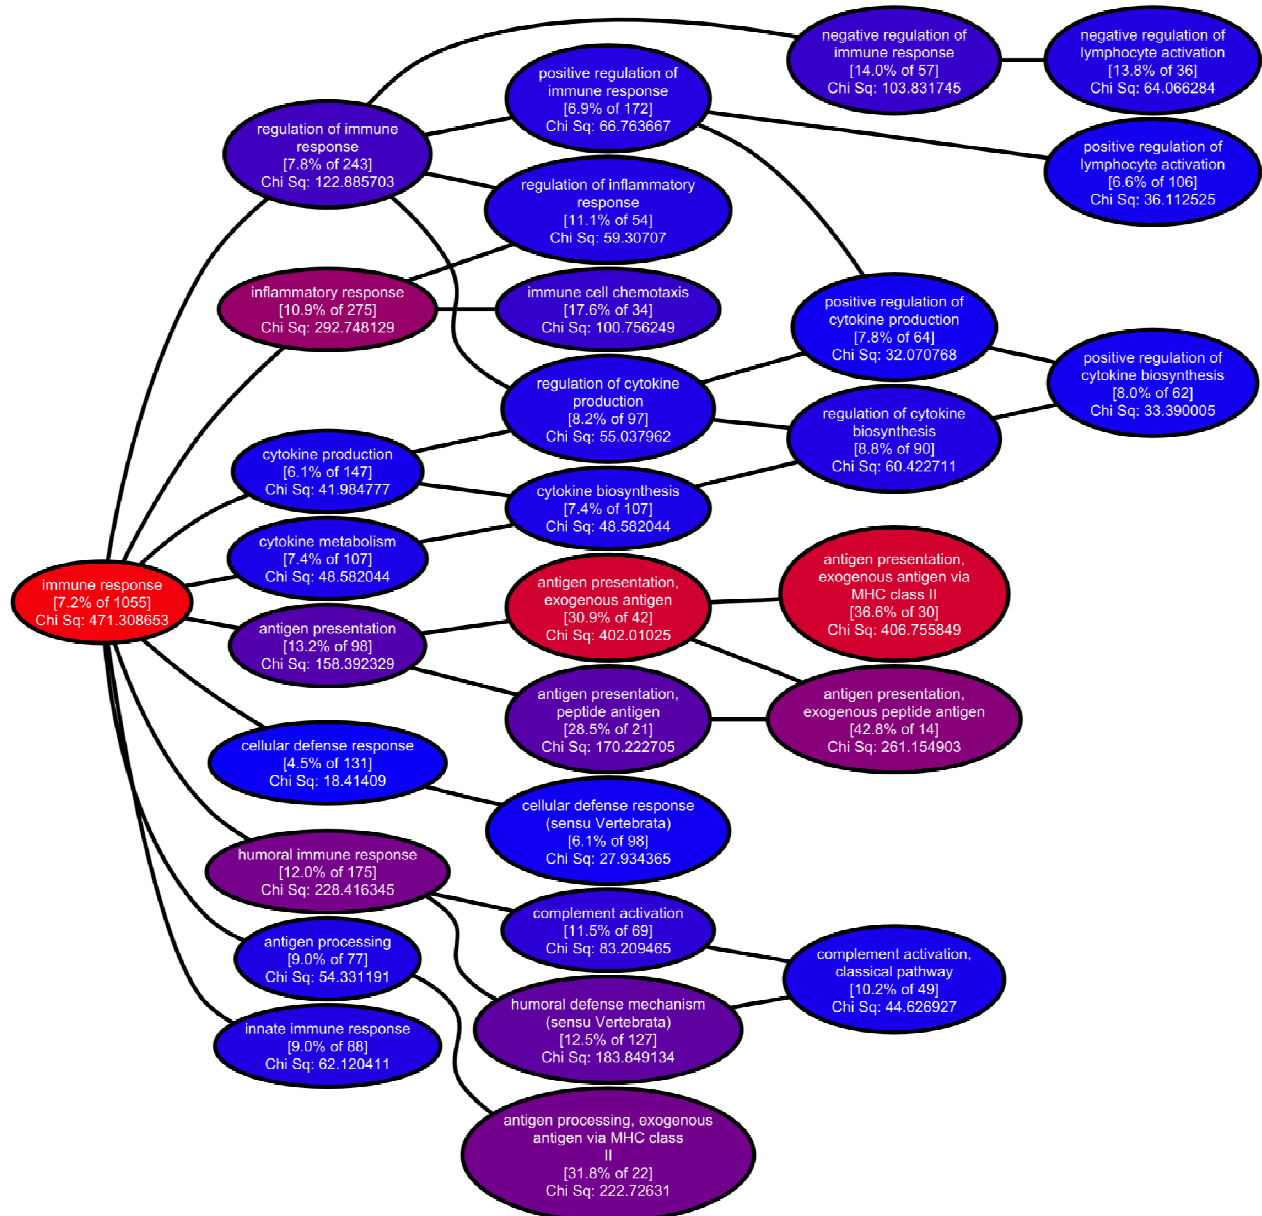 negative regulation of
immune response
[14.0% of 57]
Chi Sq: 103.831745
negative regulation of
lymphocyte activation
[13.8% of 36]
Chi Sq: 64.066284
positive regulation of
immune response
[6.9% of 172]
Chi Sq: 66.763667
regulation of immune
response
[7.8% of 243]
Chi Sq: 122.885703
positive regulation of
lymphocyte activation
[6.6% of 106]
Chi Sq: 36.112525
regulation of inflammatory
response
[11.1% of 54]
Chi Sq: 59.30707
inflammatory response
[10.9% of 275]
Chi Sq: 292.748129
immune cell chemotaxis
[17.6% of 34]
Chi Sq: 100.756249
positive regulation of
cytokine production
[7.8% of 64]
Chi Sq: 32.070768
positive regulation of
cytokine biosynthesis
[8.0% of 62]
Chi Sq: 33.390005
regulation of cytokine
production
[8.2% of 97]
Chi Sq: 55.037962
regulation of cytokine
biosynthesis
[8.8% of 90]
Chi Sq: 60.422711
cytokine production
[6.1% of 147]
Chi Sq: 41.984777
cytokine biosynthesis
[7.4% of 107]
Chi Sq: 48.582044
cytokine metabolism
[7.4% of 107]
Chi Sq: 48.582044
immune response
[7.2% of 1055]
Chi Sq: 471.308653
antigen presentation,
exogenous antigen
[30.9% of 42]
Chi Sq: 402.01025
antigen presentation,
exogenous antigen via
MHC class II
[36.6% of 30]
Chi Sq: 406.755849
antigen presentation
[13.2% of 98]
Chi Sq: 158.392329
antigen presentation,
peptide antigen
[28.5% of 21]
Chi Sq: 170.222705
antigen presentation,
exogenous peptide antigen
[42.8% of 14]
Chi Sq: 261.154903
cellular defense response
[4.5% of 131]
Chi Sq: 18.41409
cellular defense response
(sensu Vertebrata)
[6.1% of 98]
Chi Sq: 27.934365
humoral immune response
[12.0% of 175]
Chi Sq: 228.416345
complement activation
[11.5% of 69]
Chi Sq: 83.209465
antigen processing
[9.0% of 77]
Chi Sq: 54.331191
complement activation,
classical pathway
[10.2% of 49]
Chi Sq: 44.626927
humoral defense mechanism
(sensu Vertebrata)
[12.5% of 127]
Chi Sq: 183.849134
innate immune response
[9.0% of 88]
Chi Sq: 62.120411
antigen processing, exogenous
antigen via MHC class
II
[31.8% of 22]
Chi Sq: 222.72631